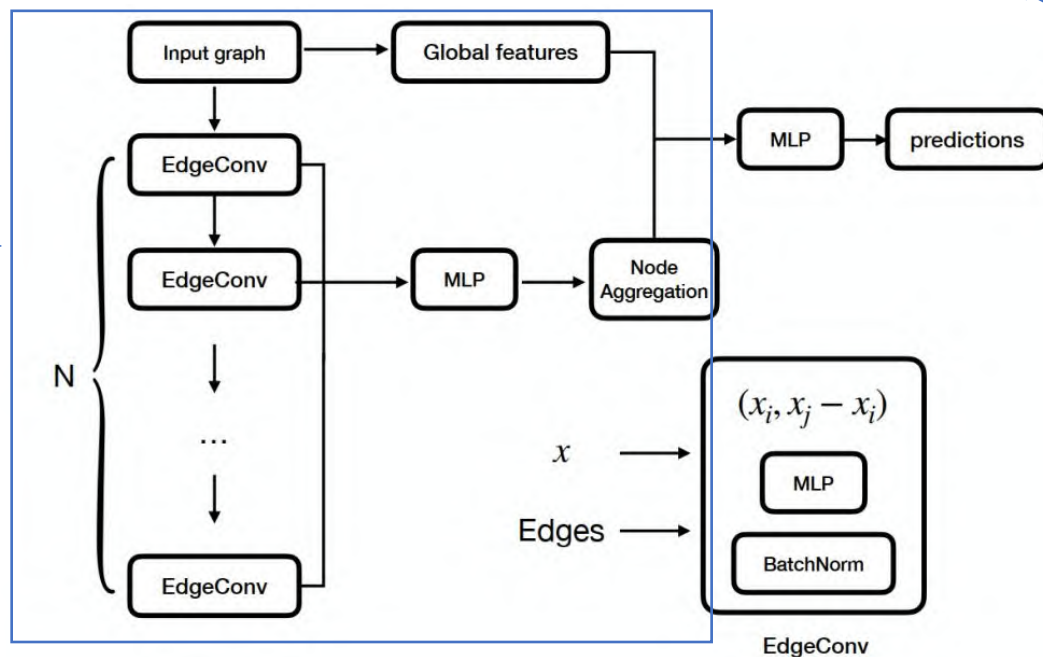 Input graph
Global features
EdgeConv
MLP
predictions
EdgeConv
MLP
Node
Aggregation
N
...
(x_i, x_j − x_i)
x
MLP
Edges
BatchNorm
EdgeConv
EdgeConv